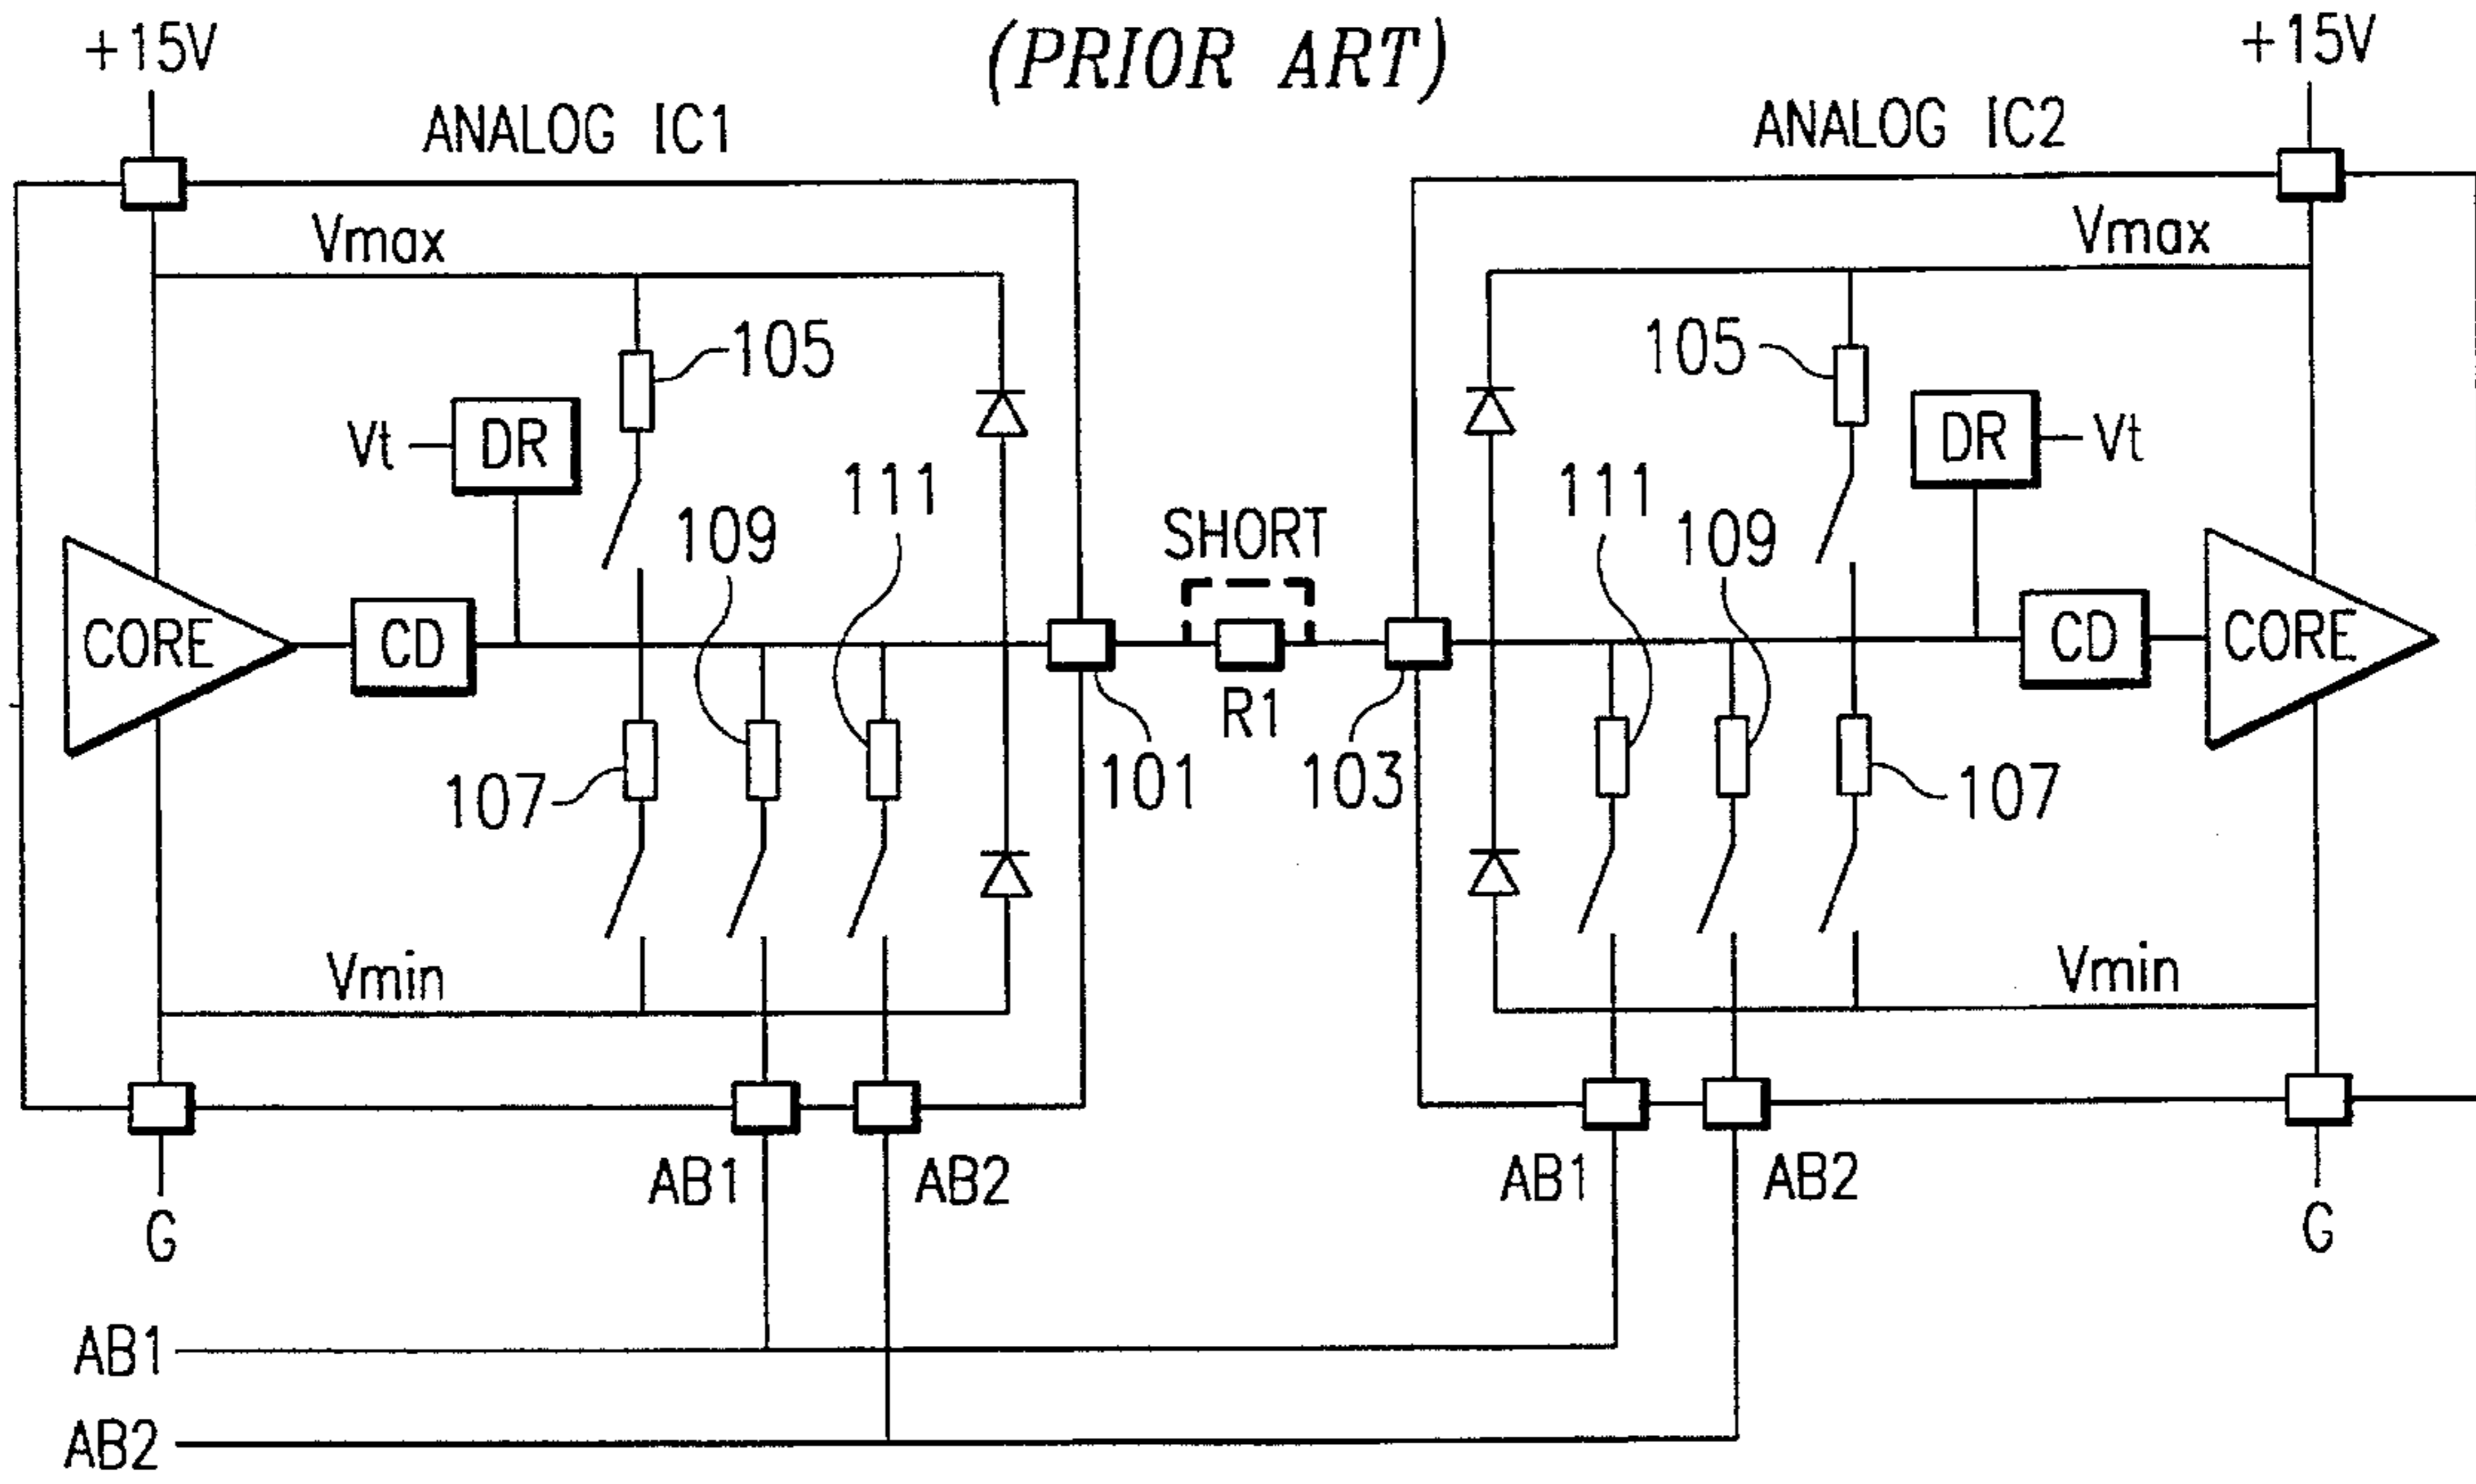 (PRIOR ART)
+15V
+15V
ANALOG IC1
ANALOG IC2
Vmax
Vmax
105
105
Vt
DR
DR
Vt
109
111
SHORT
111
109
CORE
CD
CD
CORE
R1
107
101
103
107
Vmin
Vmin
AB1
AB2
AB1
AB2
G
G
AB1
AB2